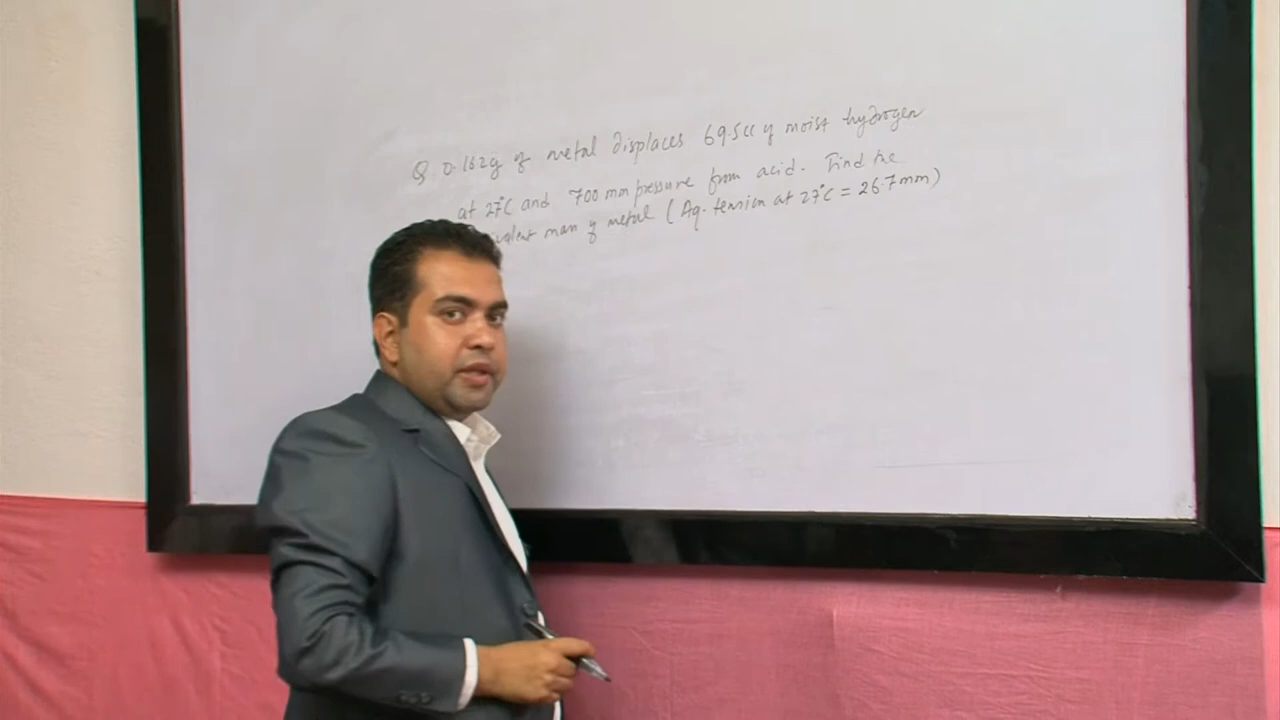 Q 0.162g of metal displaces 69.5cc of moist hydrogen
at 27°C and 700 mm pressure from acid. Find the
mass of metal (Aq. tension at 27°C = 26.7mm)